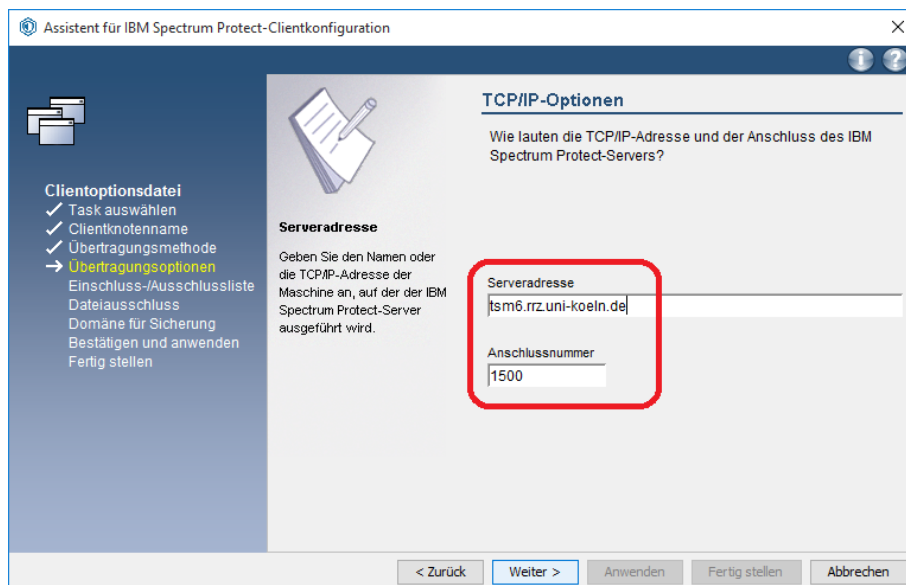 Assistent für IBM Spectrum Protect-Clientkonfiguration
Clientoptionsdatei
Task auswählen
Clientknotenname
Übertragungsmethode
Übertragungsoptionen
Einschluss-/Ausschlussliste
Dateiausschluss
Domäne für Sicherung
Bestätigen und anwenden
Fertig stellen
Serveradresse
Geben Sie den Namen oder
die TCP/IP-Adresse der
Maschine an, auf der der IBM
Spectrum Protect-Server
ausgeführt wird.
TCP/IP-Optionen
Wie lauten die TCP/IP-Adresse und der Anschluss des IBM
Spectrum Protect-Servers?
Serveradresse
tsm6.rrz.uni-koeln.de
Anschlussnummer
1500
< Zurück
Weiter >
Anwenden
Fertig stellen
Abbrechen